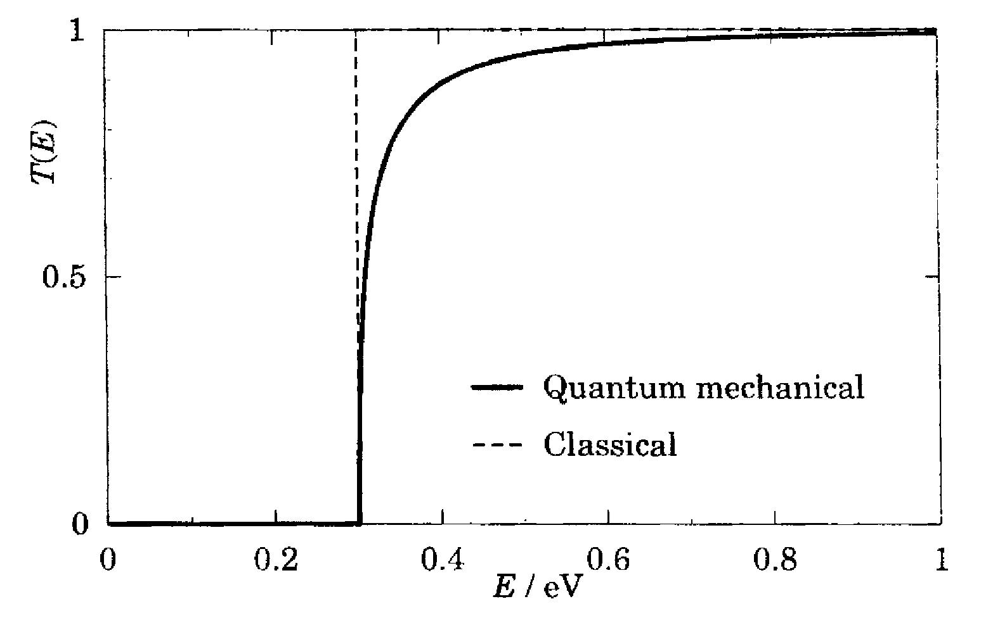 1
T(E)
0.5
Quantum mechanical
Classical
0
0 0.2 0.4 0.6 0.8 1
E / eV